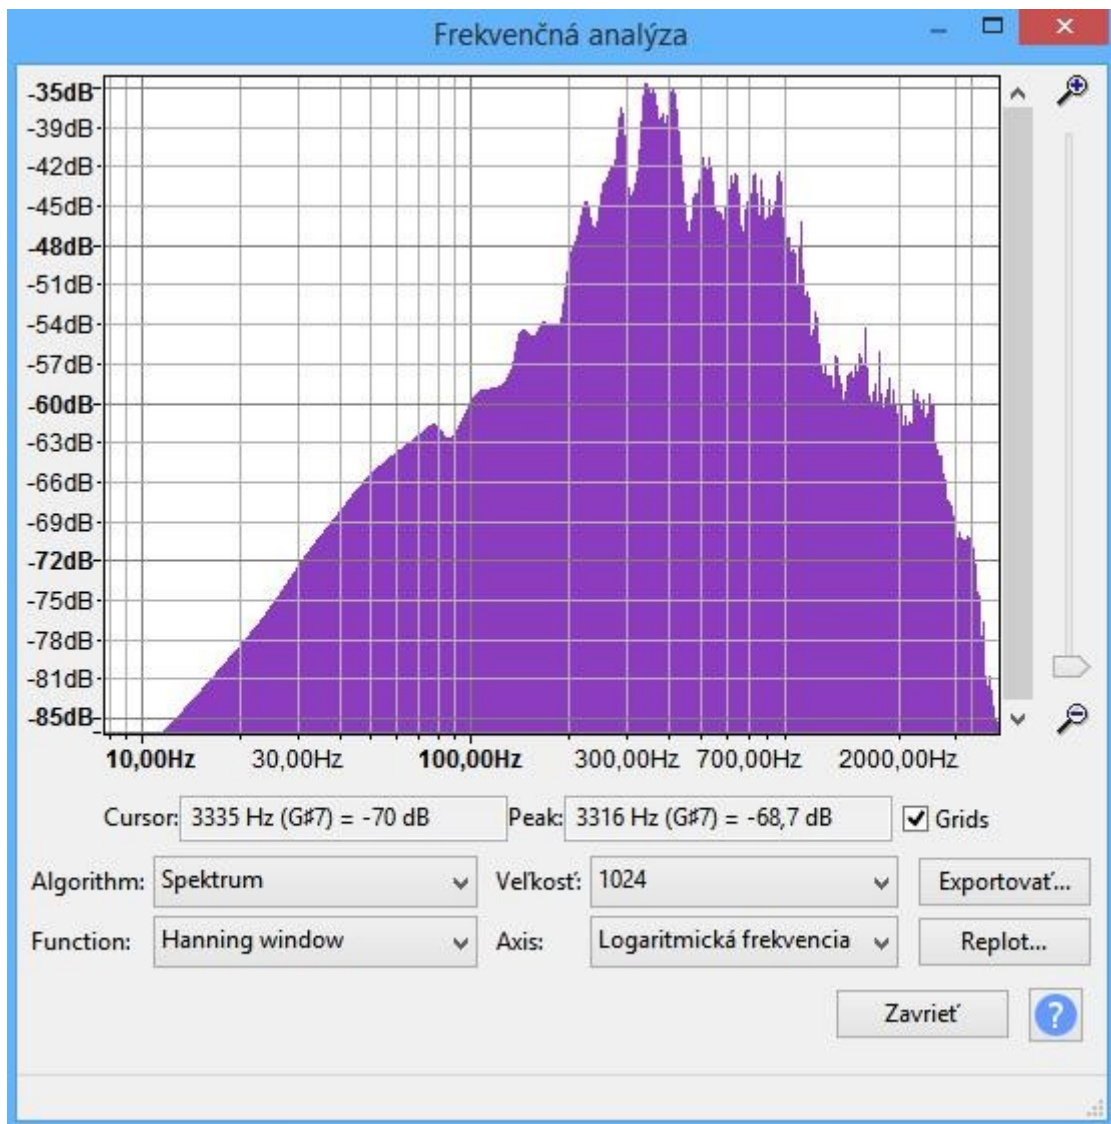 Frekvenčná analýza
-35dB
-39dB
-42dB
-45dB
-48dB
-51dB
-54dB
-57dB
-60dB
-63dB
-66dB
-69dB
-72dB
-75dB
-78dB
-81dB
-85dB
10,00Hz 30,00Hz 100,00Hz 300,00Hz 700,00Hz 2000,00Hz
Cursor: 3335 Hz (G#7) = -70 dB Peak: 3316 Hz (G#7) = -68,7 dB Grids
Algorithm: Spektrum Veľkosť: 1024 Exportovať...
Function: Hanning window Axis: Logaritmická frekvencia Replot...
Zavrieť ?